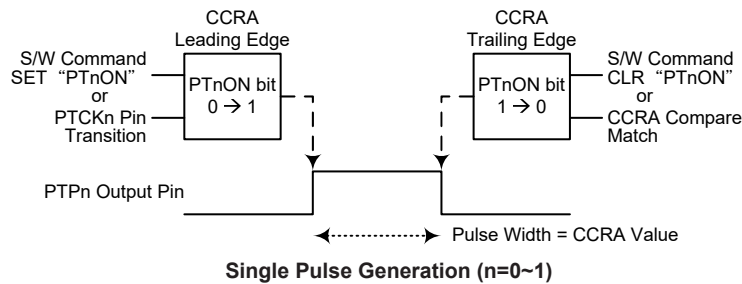 CCRA
Leading Edge
S/W Command
SET “PTnON”
or
PTCKn Pin
Transition
PTnON bit
0 → 1
CCRA
Trailing Edge
PTnON bit
1 → 0
S/W Command
CLR “PTnON”
or
CCRA Compare
Match
PTPn Output Pin
Pulse Width = CCRA Value
Single Pulse Generation (n=0~1)